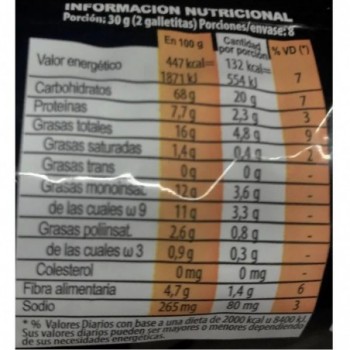 INFORMACION NUTRICIONAL
Porción: 30 g (2 galletitas) Porciones/envase: 8
En 100 g Cantidad por porción % VD (*)
Valor energético 447 kcal= 1871 kJ 132 kcal= 554 kJ 7
Carbohidratos 68 g 20 g 7
Proteínas 7,7 g 2,3 g 3
Grasas totales 16 g 4,8 g 9
Grasas saturadas 1,4 g 0,4 g 2
Grasas trans 0 g 0 g
Grasas monoinsat. 12 g 3,6 g
de las cuales ω 9 11 g 3,3 g
Grasas poliinsat. 2,6 g 0,8 g
de las cuales ω 3 0,9 g 0,3 g
Colesterol 0 mg 0 mg
Fibra alimentaria 4,7 g 1,4 g 6
Sodio 265 mg 80 mg 3
* % Valores Diarios con base a una dieta de 2000 kcal u 8400 kJ.
Sus valores diarios pueden ser mayores o menores dependiendo
de sus necesidades energéticas.